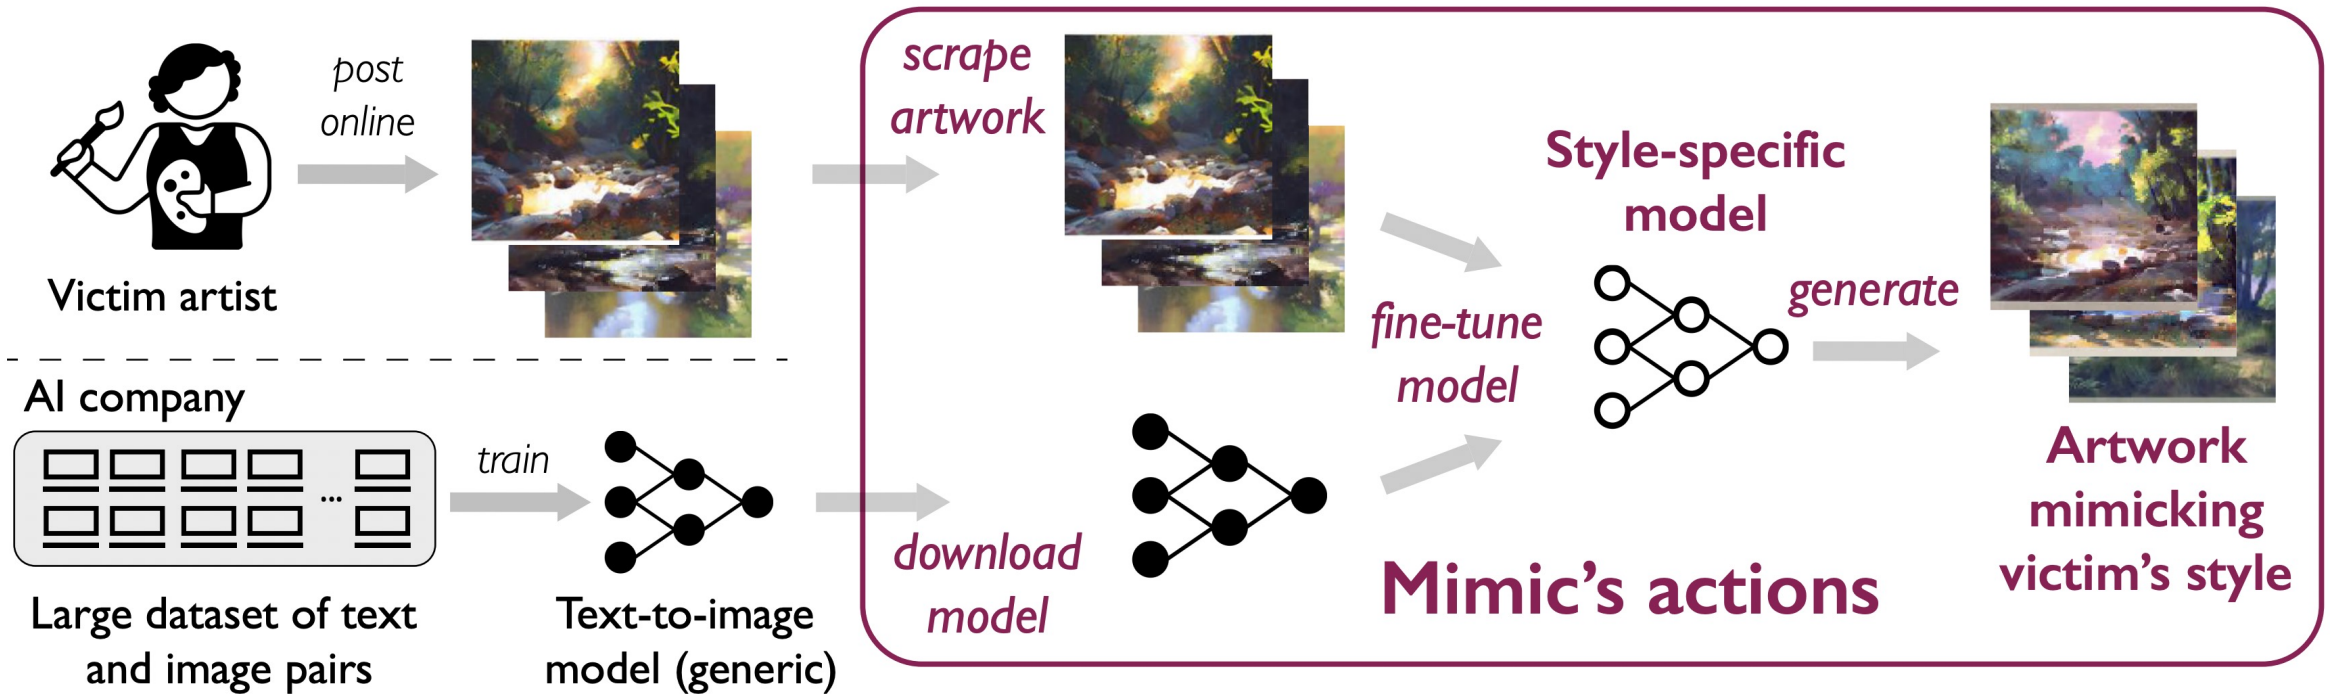 post
online
Victim artist
AI company
...
train
Large dataset of text
and image pairs
Text-to-image
model (generic)
scrape
artwork
download
model
fine-tune
model
Style-specific
model
generate
Artwork
mimicking
victim’s style
Mimic’s actions